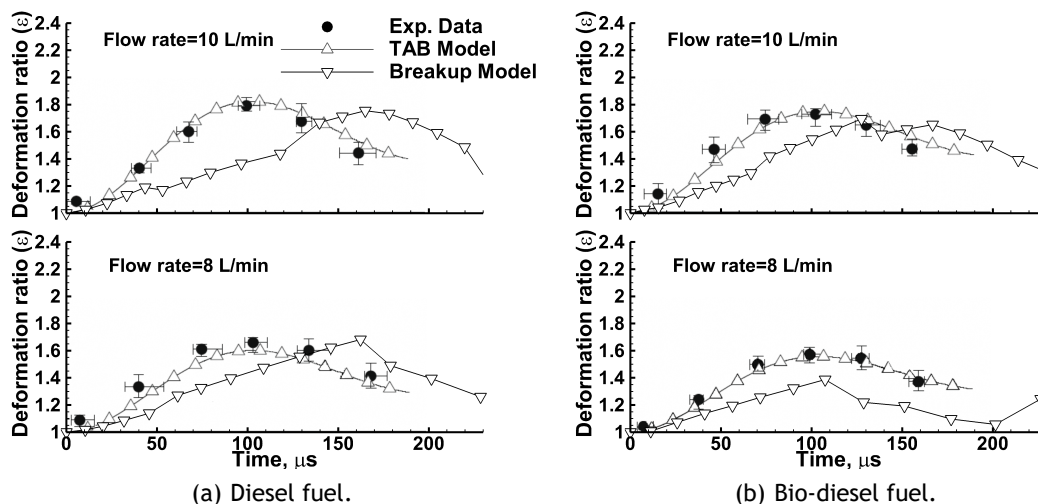 Deformation ratio (ε)
2.4
2.2
2
1.8
1.6
1.4
1.2
1
Flow rate=10 L/min
Exp. Data
TAB Model
Breakup Model
Deformation ratio (ε)
2.4
2.2
2
1.8
1.6
1.4
1.2
1
Flow rate=8 L/min
0 50 100 150 200
Time, μs
(a) Diesel fuel.
Deformation ratio (ε)
2.4
2.2
2
1.8
1.6
1.4
1.2
1
Flow rate=10 L/min
Deformation ratio (ε)
2.4
2.2
2
1.8
1.6
1.4
1.2
1
Flow rate=8 L/min
0 50 100 150 200
Time, μs
(b) Bio-diesel fuel.